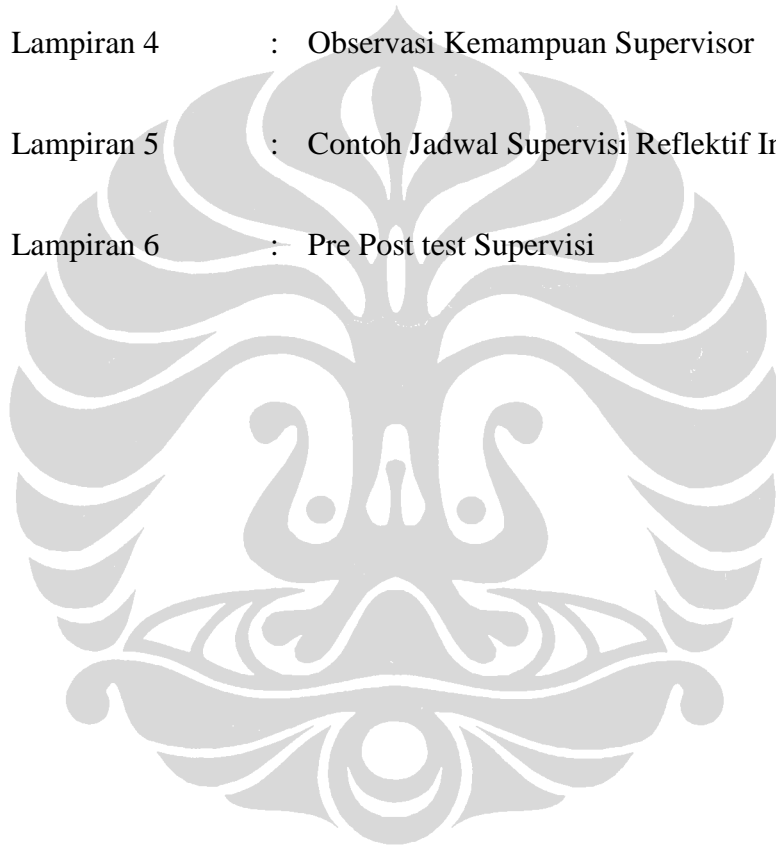 Lampiran 4 : Observasi Kemampuan Supervisor
Lampiran 5 : Contoh Jadwal Supervisi Reflektif
Lampiran 6 : Pre Post test Supervisi